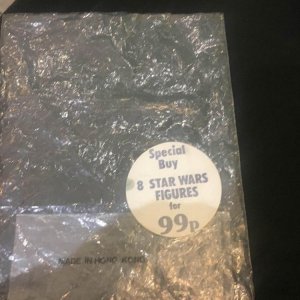 Special
Buy
8 STAR WARS
FIGURES
for
99p
MADE IN HONG KONG